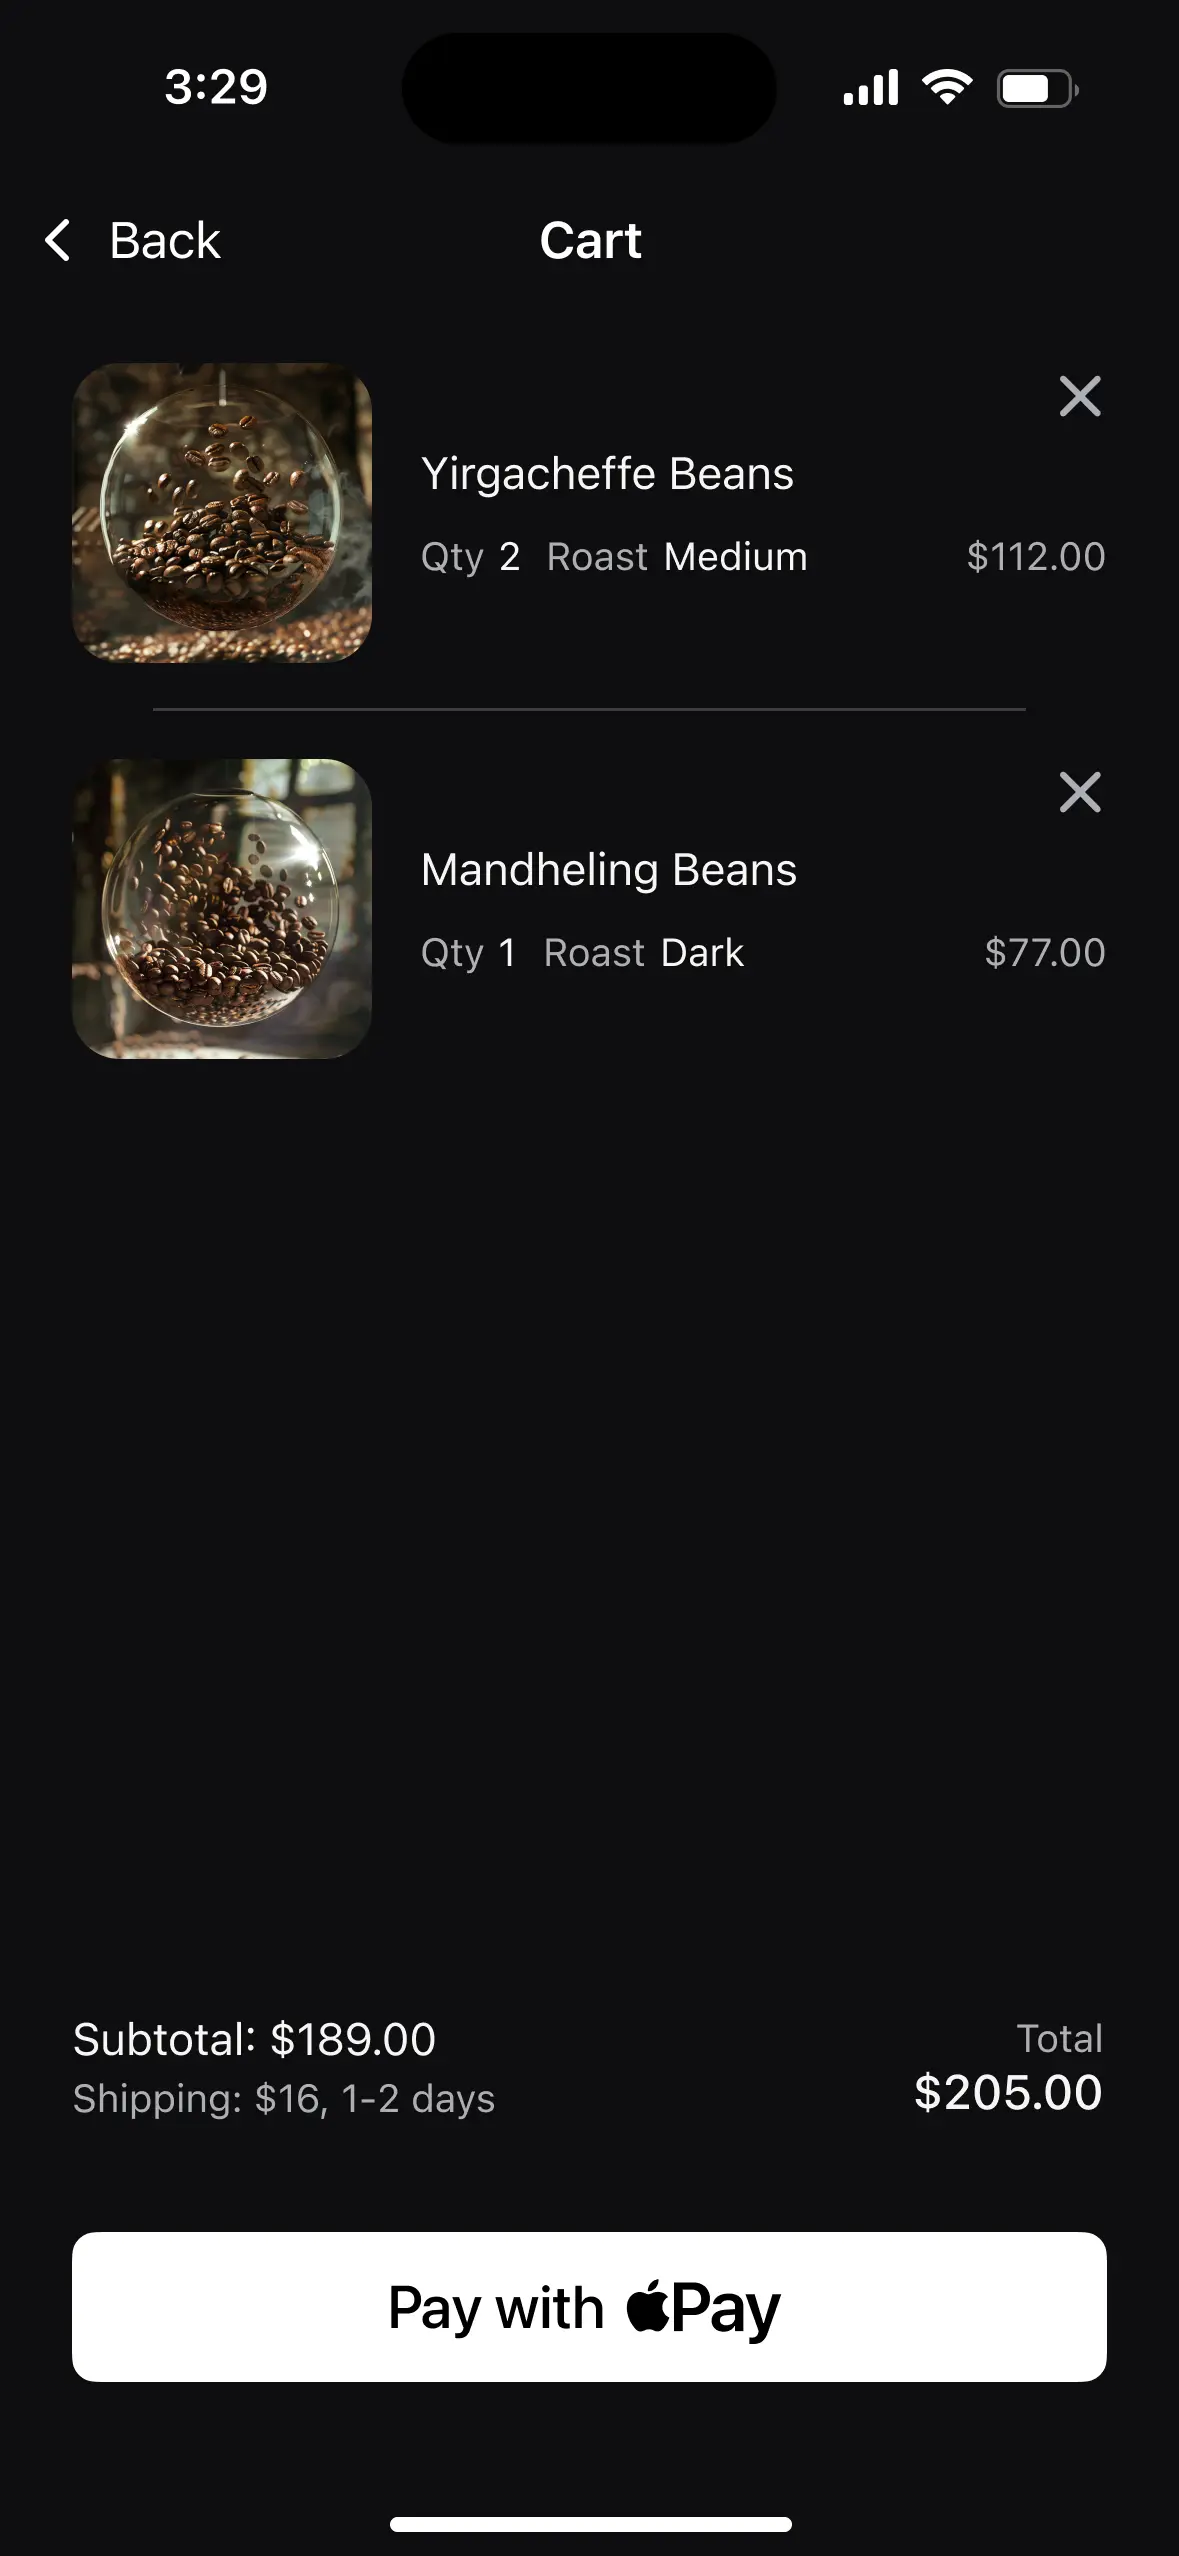 3:29
Back
Cart
Yirgacheffe Beans
Qty 2 Roast Medium $112.00
Mandheling Beans
Qty 1 Roast Dark $77.00
Subtotal: $189.00
Total
Shipping: $16, 1-2 days
$205.00
Pay with Pay